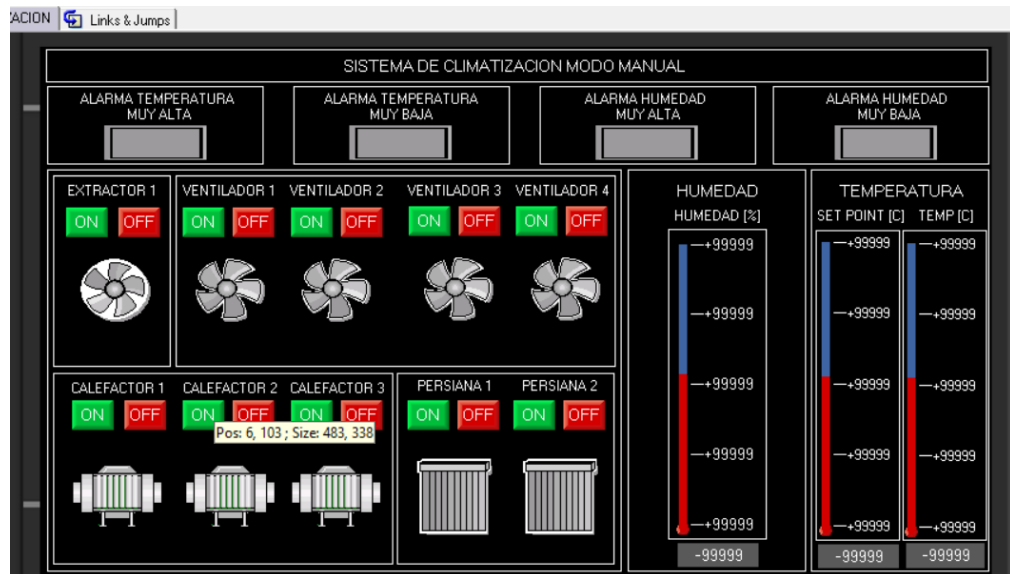 ZACION
Links & Jumps
SISTEMA DE CLIMATIZACION MODO MANUAL
ALARMA TEMPERATURA
MUY ALTA
ALARMA TEMPERATURA
MUY BAJA
ALARMA HUMEDAD
MUY ALTA
ALARMA HUMEDAD
MUY BAJA
EXTRACTOR 1
ON OFF
VENTILADOR 1
ON OFF
VENTILADOR 2
ON OFF
VENTILADOR 3
ON OFF
VENTILADOR 4
ON OFF
CALEFACTOR 1
ON OFF
CALEFACTOR 2
ON OFF
CALEFACTOR 3
ON OFF
Pos: 6, 103 ; Size: 483, 338
PERSIANA 1
ON OFF
PERSIANA 2
ON OFF
HUMEDAD
HUMEDAD [%]
+99999
+99999
+99999
+99999
+99999
-99999
TEMPERATURA
SET POINT [C]
+99999
+99999
+99999
+99999
+99999
-99999
TEMP [C]
+99999
+99999
+99999
+99999
+99999
-99999